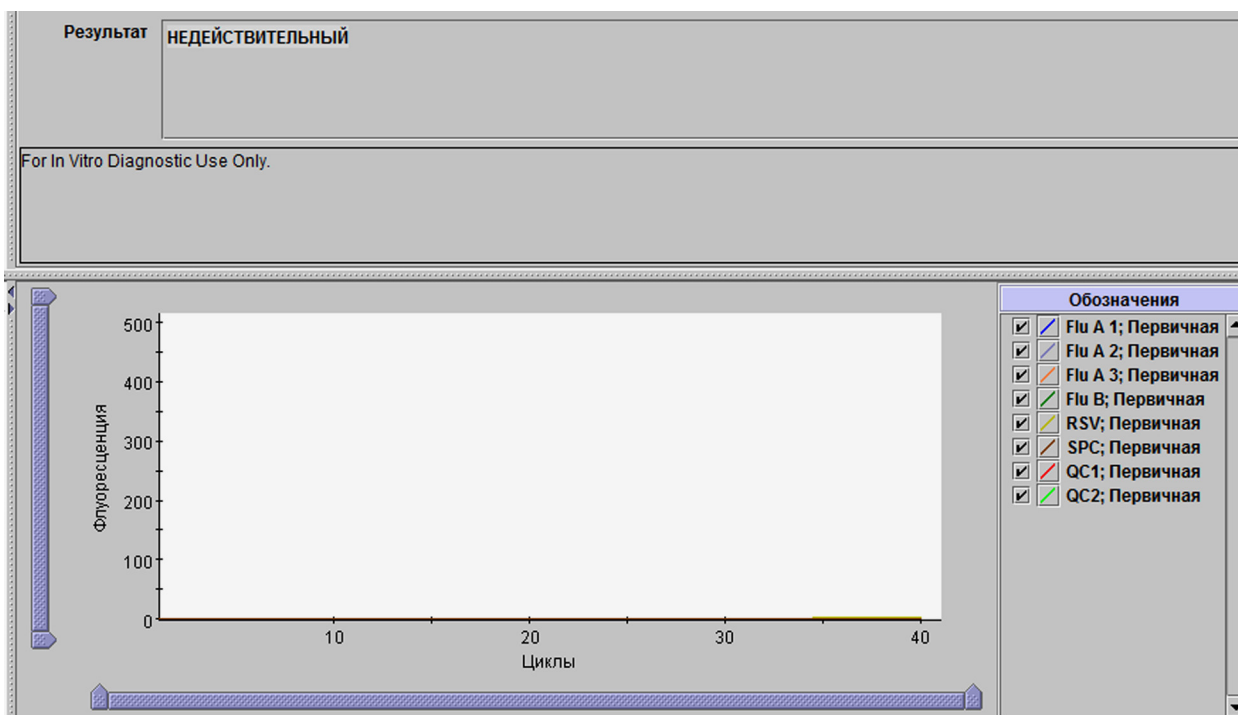 Результат
НЕДЕЙСТВИТЕЛЬНЫЙ
For In Vitro Diagnostic Use Only.
Флуоресценция
500
400
300
200
100
0
10 20 30 40
Циклы
Обозначения
Flu A 1; Первичная
Flu A 2; Первичная
Flu A 3; Первичная
Flu B; Первичная
RSV; Первичная
SPC; Первичная
QC1; Первичная
QC2; Первичная